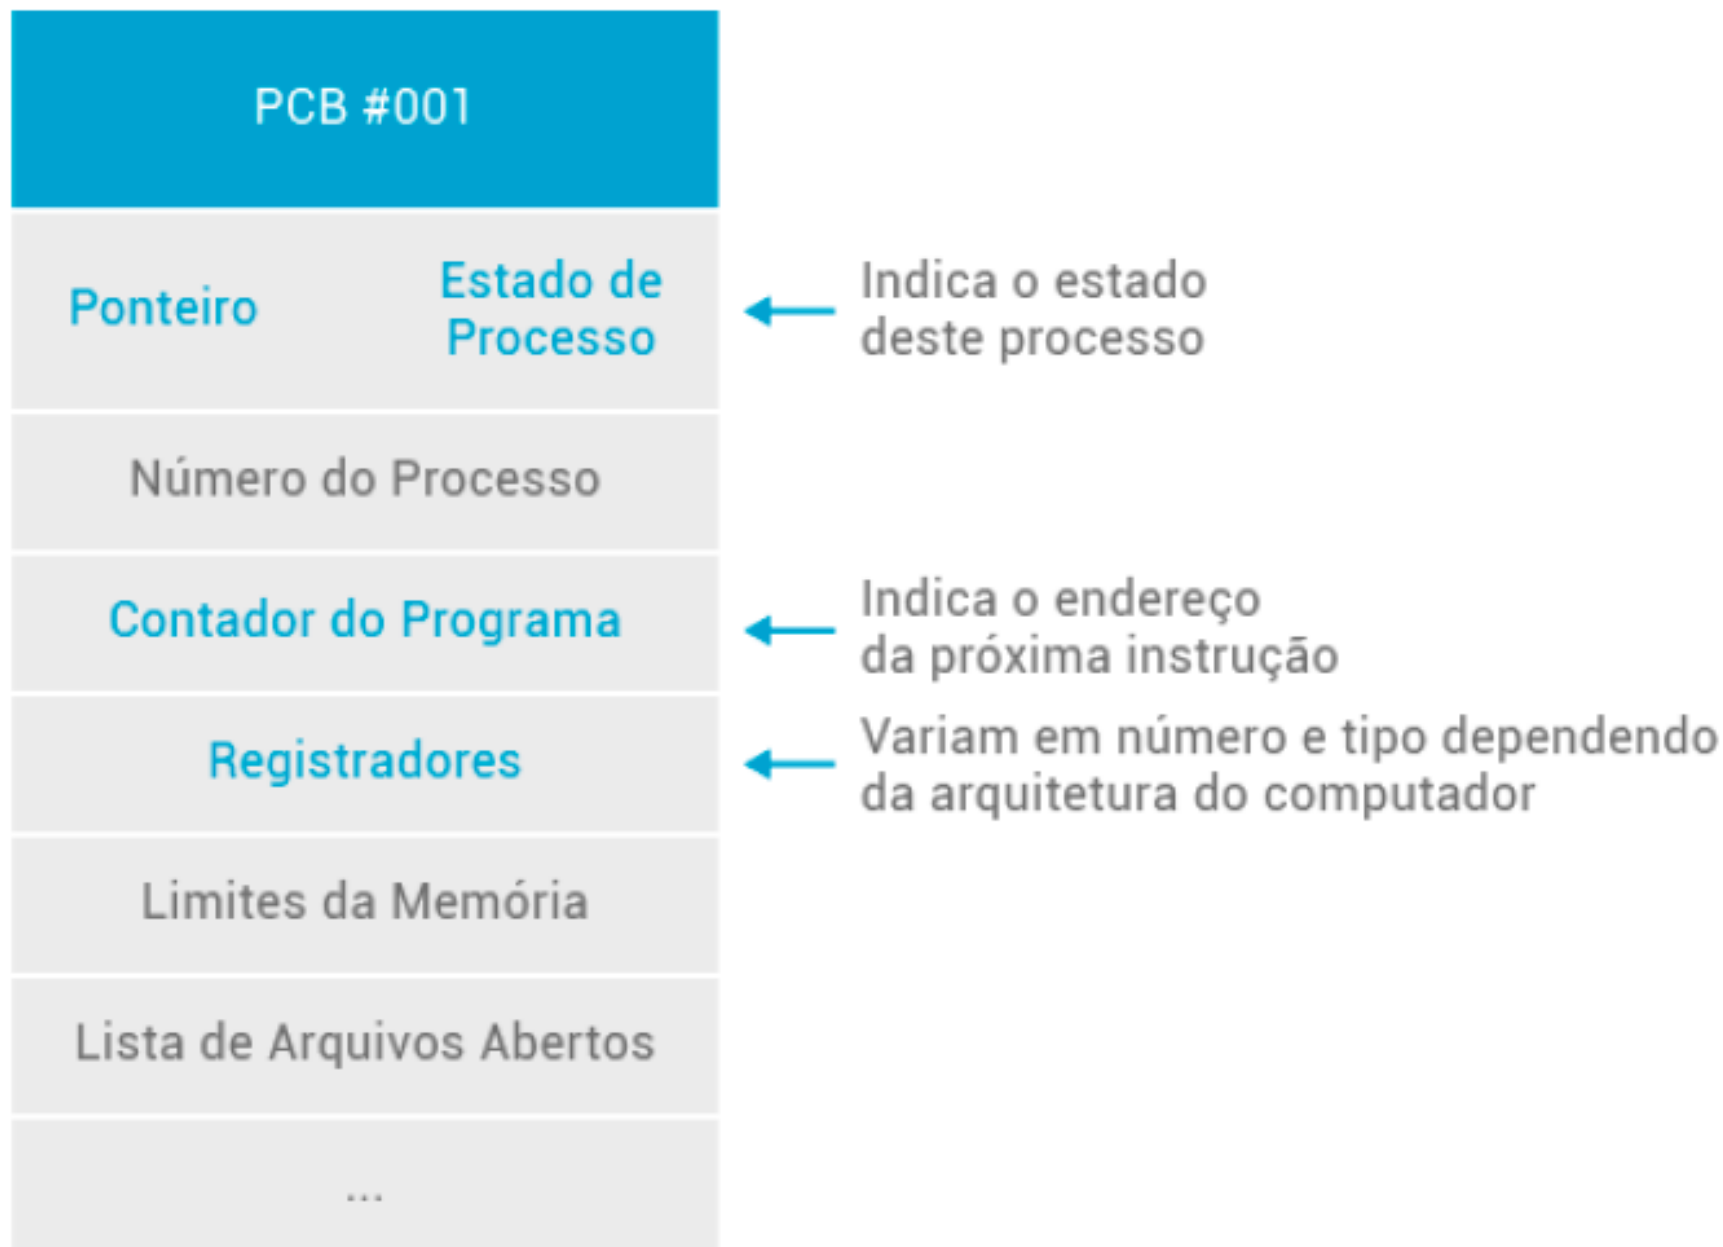 PCB #001
Ponteiro
Estado de
Processo
Indica o estado
deste processo
Número do Processo
Contador do Programa
Indica o endereço
da próxima instrução
Registradores
Variam em número e tipo dependendo
da arquitetura do computador
Limites da Memória
Lista de Arquivos Abertos
...